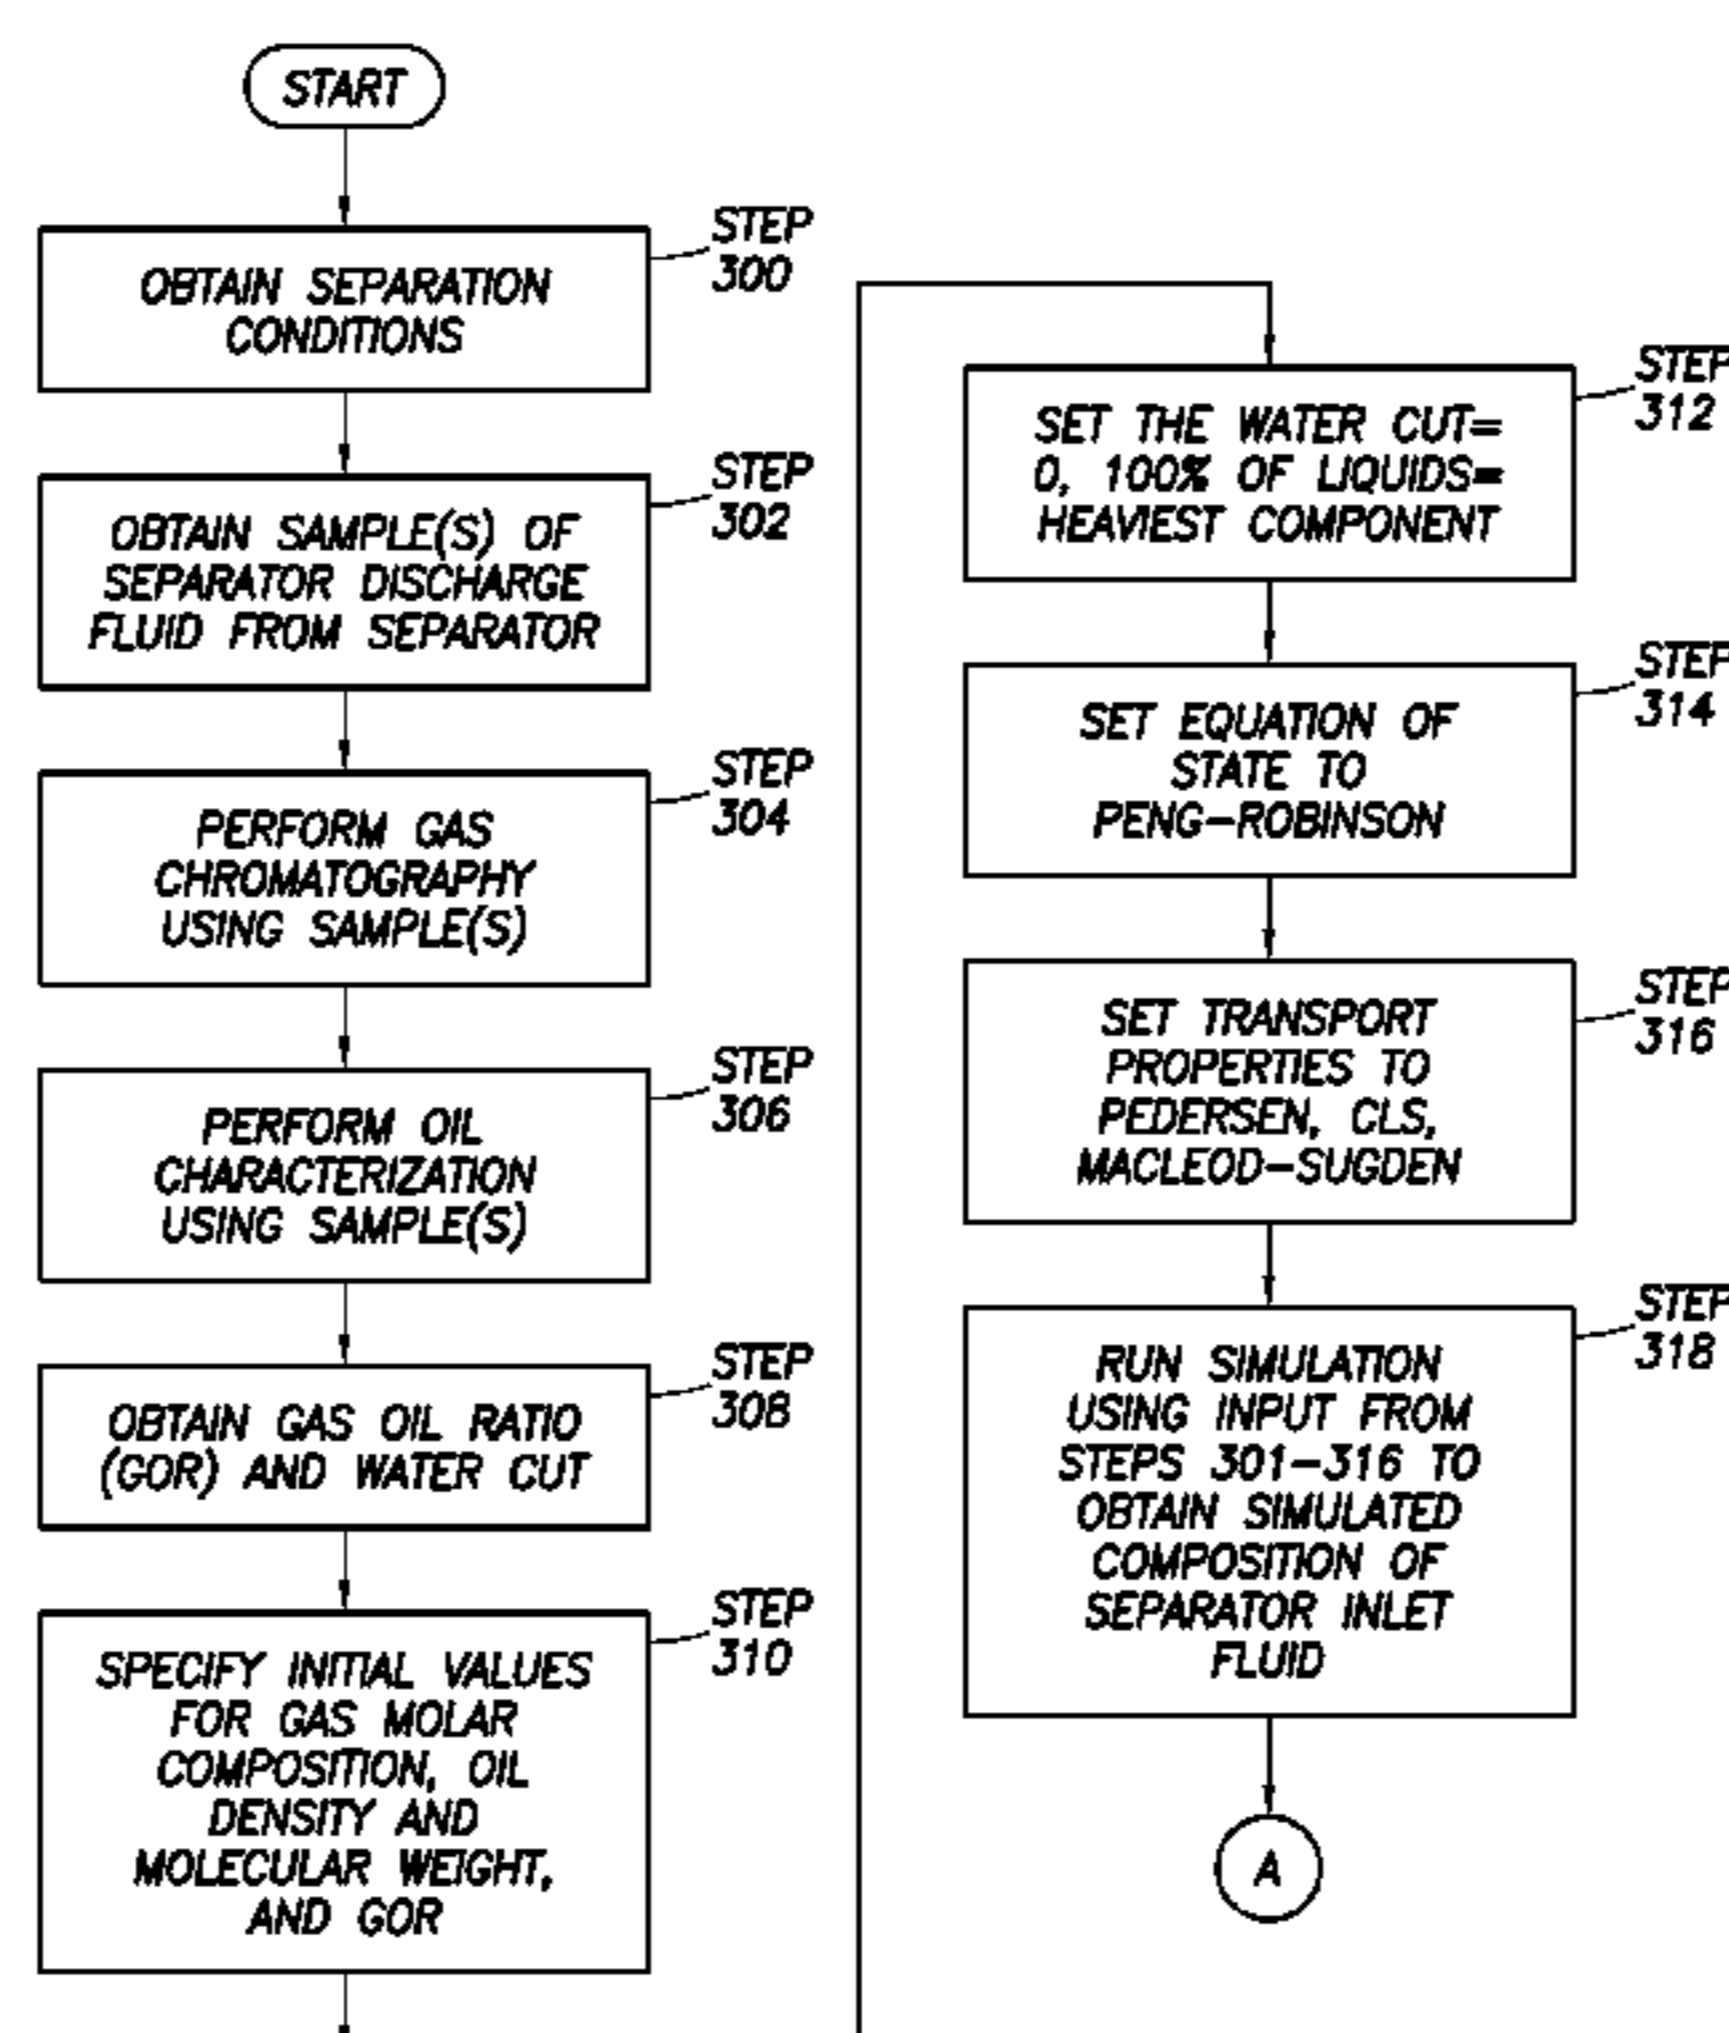 START
STEP
300
OBTAIN SEPARATION
CONDITIONS
STEP
302
OBTAIN SAMPLE(S) OF
SEPARATOR DISCHARGE
FLUID FROM SEPARATOR
STEP
304
PERFORM GAS
CHROMATOGRAPHY
USING SAMPLE(S)
STEP
306
PERFORM OIL
CHARACTERIZATION
USING SAMPLE(S)
STEP
308
OBTAIN GAS OIL RATIO
(GOR) AND WATER CUT
STEP
310
SPECIFY INITIAL VALUES
FOR GAS MOLAR
COMPOSITION, OIL
DENSITY AND
MOLECULAR WEIGHT,
AND GOR
STEP
312
SET THE WATER CUT=
0, 100% OF LIQUIDS=
HEAVIEST COMPONENT
STEP
314
SET EQUATION OF
STATE TO
PENG-ROBINSON
STEP
316
SET TRANSPORT
PROPERTIES TO
PEDERSEN, CLS,
MACLEOD-SUGDEN
STEP
318
RUN SIMULATION
USING INPUT FROM
STEPS 301-316 TO
OBTAIN SIMULATED
COMPOSITION OF
SEPARATOR INLET
FLUID
A